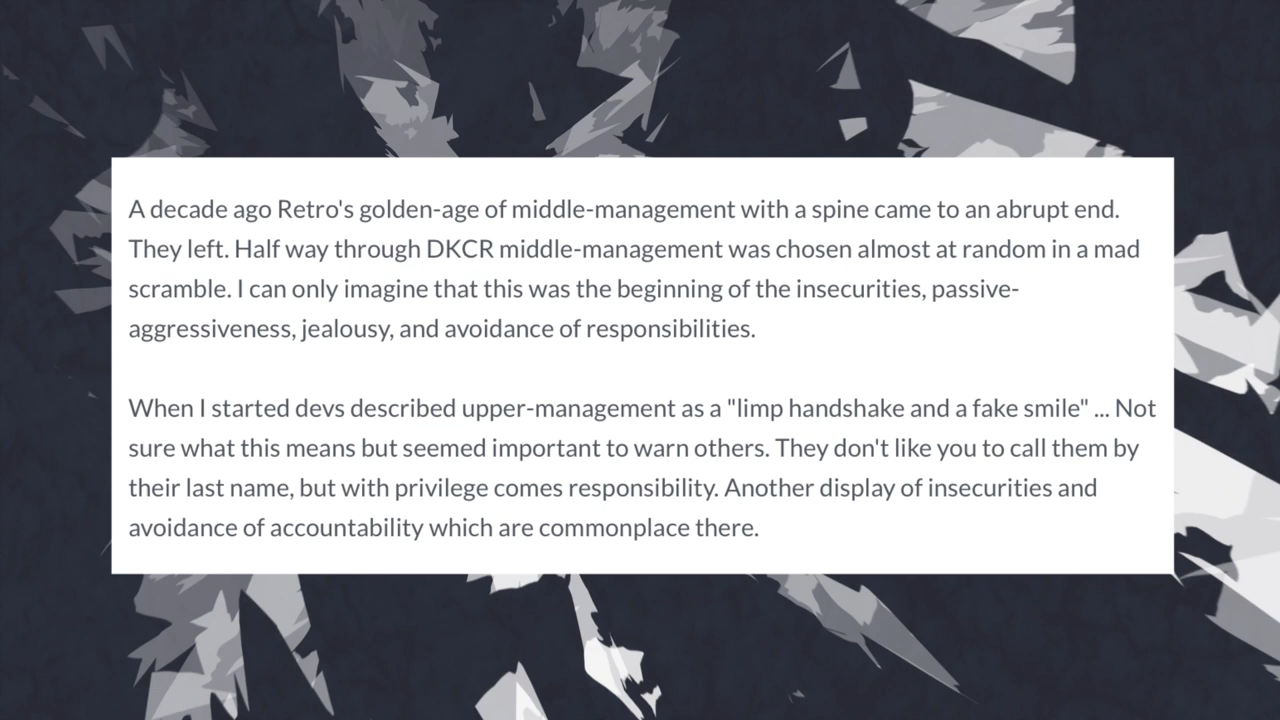 A decade ago Retro's golden-age of middle-management with a spine came to an abrupt end.
They left. Half way through DKCR middle-management was chosen almost at random in a mad
scramble. I can only imagine that this was the beginning of the insecurities, passive-
aggressiveness, jealousy, and avoidance of responsibilities.
When I started devs described upper-management as a "limp handshake and a fake smile" ... Not
sure what this means but seemed important to warn others. They don't like you to call them by
their last name, but with privilege comes responsibility. Another display of insecurities and
avoidance of accountability which are commonplace there.